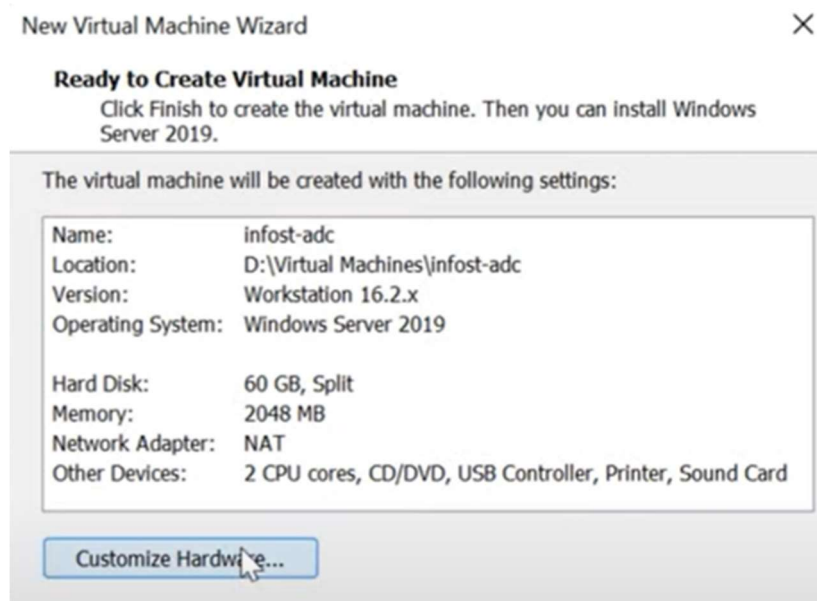 New Virtual Machine Wizard
Ready to Create Virtual Machine
Click Finish to create the virtual machine. Then you can install Windows
Server 2019.
The virtual machine will be created with the following settings:
Name: infost-adc
Location: D:\Virtual Machines\infost-adc
Version: Workstation 16.2.x
Operating System: Windows Server 2019
Hard Disk: 60 GB, Split
Memory: 2048 MB
Network Adapter: NAT
Other Devices: 2 CPU cores, CD/DVD, USB Controller, Printer, Sound Card
Customize Hardware...